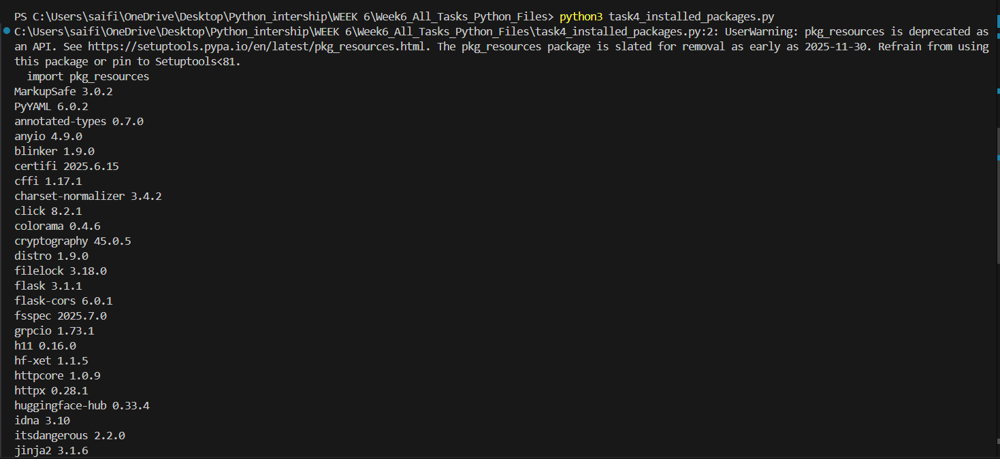 PS C:\Users\saifi\OneDrive\Desktop\Python_intership\WEEK 6\Week6_All_Tasks_Python_Files> python3 task4_installed_packages.py
C:\Users\saifi\OneDrive\Desktop\Python_intership\WEEK 6\Week6_All_Tasks_Python_Files\task4_installed_packages.py:2: UserWarning: pkg_resources is deprecated as
an API. See https://setuptools.pypa.io/en/latest/pkg_resources.html. The pkg_resources package is slated for removal as early as 2025-11-30. Refrain from using
this package or pin to Setuptools<81.
  import pkg_resources
MarkupSafe 3.0.2
PyYAML 6.0.2
annotated-types 0.7.0
anyio 4.9.0
blinker 1.9.0
certifi 2025.6.15
cffi 1.17.1
charset-normalizer 3.4.2
click 8.2.1
colorama 0.4.6
cryptography 45.0.5
distro 1.9.0
filelock 3.18.0
flask 3.1.1
flask-cors 6.0.1
fsspec 2025.7.0
grpcio 1.73.1
h11 0.16.0
hf-xet 1.1.5
httpcore 1.0.9
httpx 0.28.1
huggingface-hub 0.33.4
idna 3.10
itsdangerous 2.2.0
jinja2 3.1.6